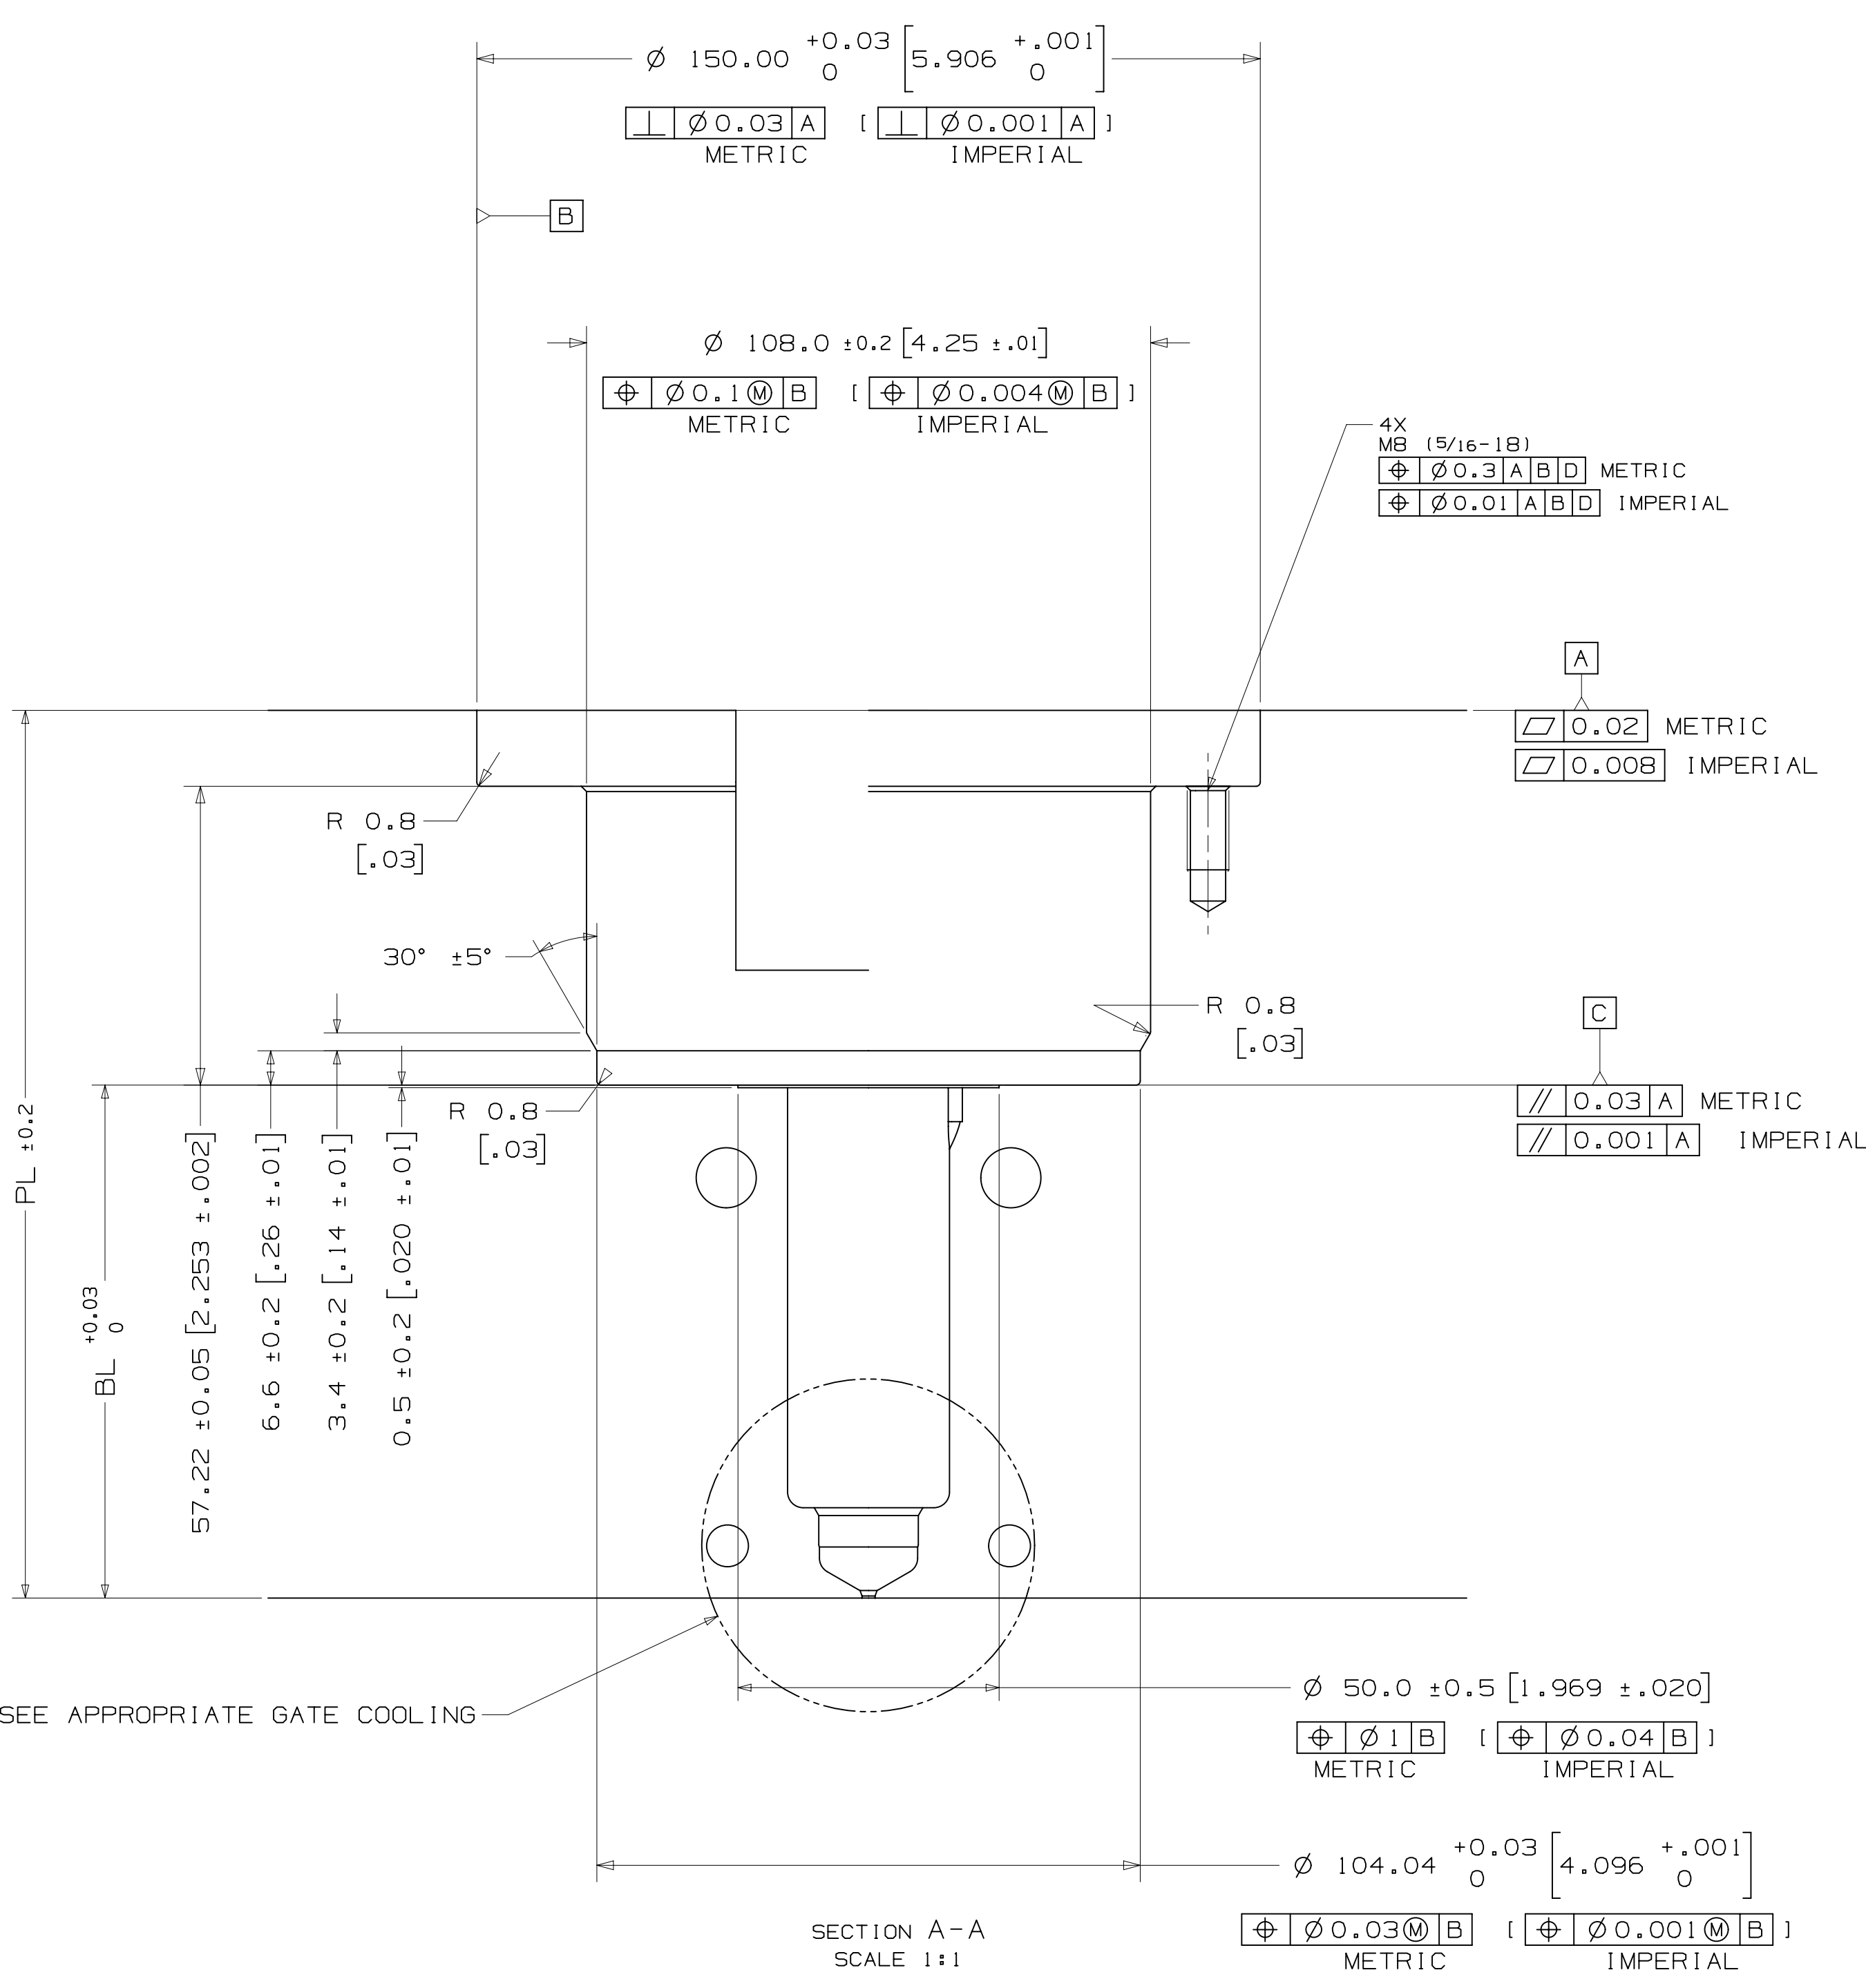 Ø 150.00 +0.03 0 [5.906 +.001 0]
⊥ Ø0.03 A [ ⊥ Ø0.001 A ]
METRIC IMPERIAL
B
Ø 108.0 ±0.2 [4.25 ±.01]
⌖ Ø0.1Ⓜ B [ ⌖ Ø0.004Ⓜ B ]
METRIC IMPERIAL
4X
M8 (5/16-18)
⌖ Ø0.3 A B D METRIC
⌖ Ø0.01 A B D IMPERIAL
A
⏥ 0.02 METRIC
⏥ 0.008 IMPERIAL
R 0.8
[.03]
30° ±5°
R 0.8
[.03]
C
// 0.03 A METRIC
// 0.001 A IMPERIAL
R 0.8
[.03]
PL ±0.2
BL +0.03 0
57.22 ±0.05 [2.253 ±.002]
6.6 ±0.2 [.26 ±.01]
3.4 ±0.2 [.14 ±.01]
0.5 ±0.2 [.020 ±.01]
SEE APPROPRIATE GATE COOLING
Ø 50.0 ±0.5 [1.969 ±.020]
⌖ Ø1 B [ ⌖ Ø0.04 B ]
METRIC IMPERIAL
Ø 104.04 +0.03 0 [4.096 +.001 0]
⌖ Ø0.03Ⓜ B [ ⌖ Ø0.001Ⓜ B ]
METRIC IMPERIAL
SECTION A-A
SCALE 1:1